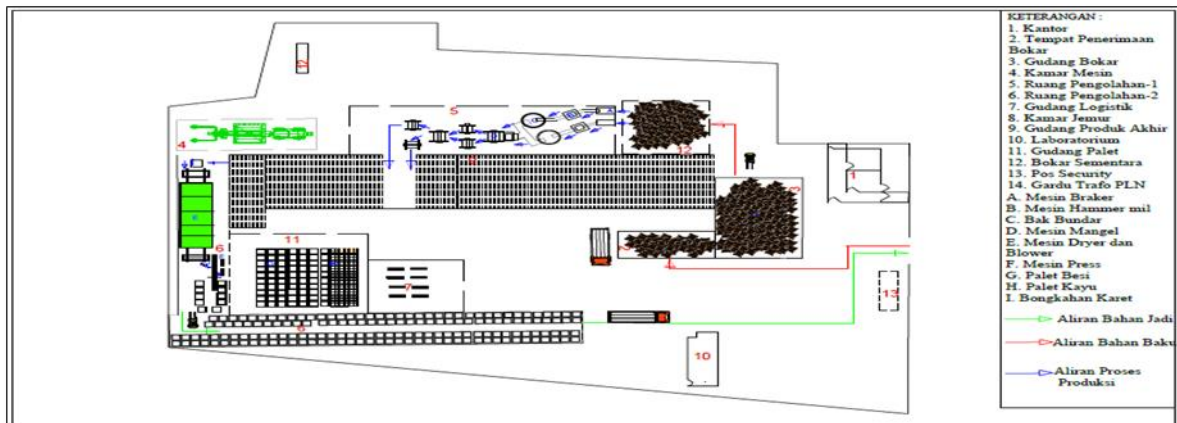 KETERANGAN :
1. Kantor
2. Tempat Penerimaan
Bokar
3. Gudang Bokar
4. Kamar Mesin
5. Ruang Pengolahan-1
6. Ruang Pengolahan-2
7. Gudang Logistik
8. Kamar Jemur
9. Gudang Produk Akhir
10. Laboratorium
11. Gudang Palet
12. Bokar Sementara
13. Pos Security
14. Gardu Trafo PLN
A. Mesin Braker
B. Mesin Hammer mil
C. Bak Bundar
D. Mesin Mangel
E. Mesin Dryer dan
Blower
F. Mesin Press
G. Palet Besi
H. Palet Kayu
I. Bongkahan Karet
Aliran Bahan Jadi
Aliran Bahan Baku
Aliran Proses
Produksi
5
4
12
1
3
2
11
6
7
13
10